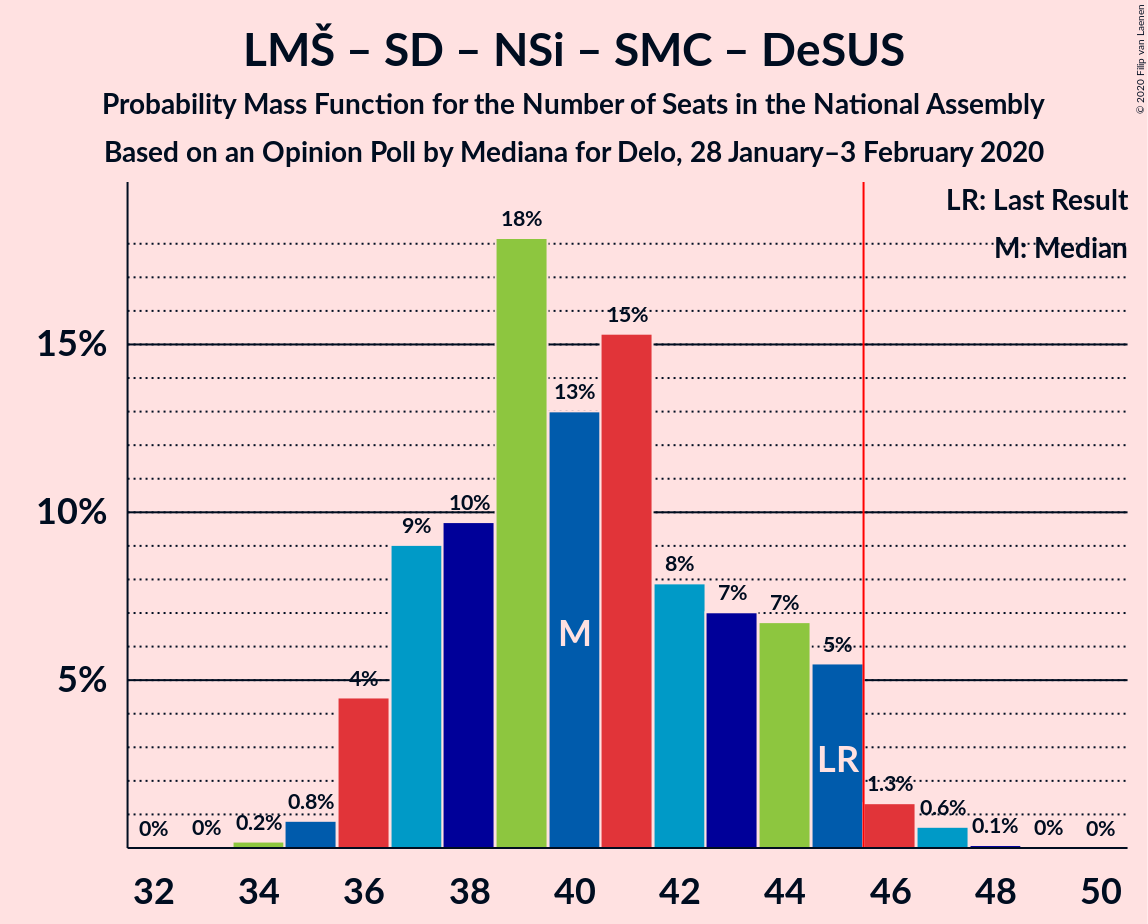 LMŠ – SD – NSi – SMC – DeSUS
Probability Mass Function for the Number of Seats in the National Assembly
Based on an Opinion Poll by Mediana for Delo, 28 January–3 February 2020
© 2020 Filip van Laenen
LR: Last Result
M: Median
18%
15%
15%
13%
10%
10%
9%
8%
7%
7%
5%
5%
4%
M
LR
1.3%
0.8%
0.6%
0.2%
0.1%
0%
0%
0%
0%
32 34 36 38 40 42 44 46 48 50